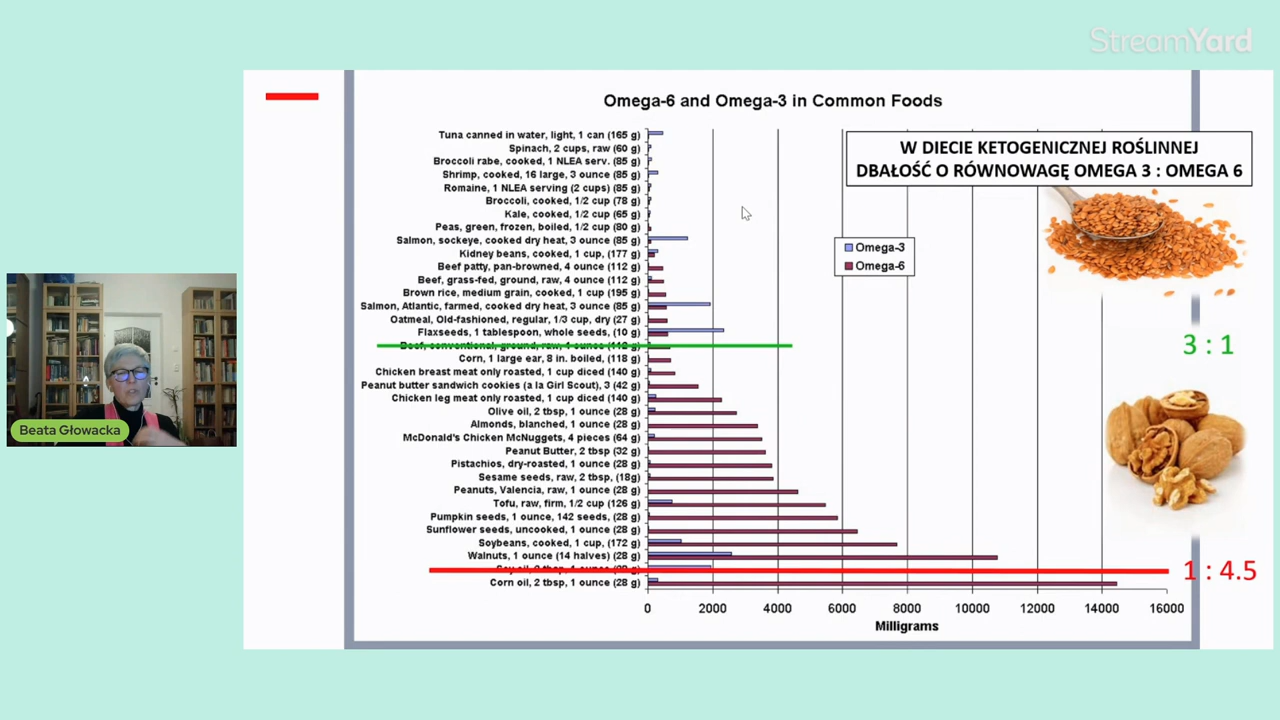 StreamYard
Omega-6 and Omega-3 in Common Foods
W DIECIE KETOGENICZNEJ ROŚLINNEJ
DBAŁOŚĆ O RÓWNOWAGĘ OMEGA 3 : OMEGA 6
Tuna canned in water, light, 1 can (165 g)
Spinach, 2 cups, raw (60 g)
Broccoli rabe, cooked, 1 NLEA serv. (85 g)
Shrimp, cooked, 16 large, 3 ounce (85 g)
Romaine, 1 NLEA serving (2 cups) (85 g)
Broccoli, cooked, 1/2 cup (78 g)
Kale, cooked, 1/2 cup (65 g)
Peas, green, frozen, boiled, 1/2 cup (80 g)
Salmon, sockeye, cooked dry heat, 3 ounce (85 g)
Kidney beans, cooked, 1 cup, (177 g)
Beef patty, pan-browned, 4 ounce (112 g)
Beef, grass-fed, ground, raw, 4 ounce (112 g)
Brown rice, medium grain, cooked, 1 cup (195 g)
Salmon, Atlantic, farmed, cooked dry heat, 3 ounce (85 g)
Oatmeal, Old-fashioned, regular, 1/3 cup, dry (27 g)
Flaxseeds, 1 tablespoon, whole seeds, (10 g)
Beef, conventional, ground, raw, 4 ounce (112 g)
Corn, 1 large ear, 8 in. boiled, (118 g)
Chicken breast meat only roasted, 1 cup diced (140 g)
Peanut butter sandwich cookies (a la Girl Scout), 3 (42 g)
Chicken leg meat only roasted, 1 cup diced (140 g)
Olive oil, 2 tbsp, 1 ounce (28 g)
Almonds, blanched, 1 ounce (28 g)
McDonald's Chicken McNuggets, 4 pieces (64 g)
Peanut Butter, 2 tbsp (32 g)
Pistachios, dry-roasted, 1 ounce (28 g)
Sesame seeds, raw, 2 tbsp, (18g)
Peanuts, Valencia, raw, 1 ounce (28 g)
Tofu, raw, firm, 1/2 cup (126 g)
Pumpkin seeds, 1 ounce, 142 seeds, (28 g)
Sunflower seeds, uncooked, 1 ounce (28 g)
Soybeans, cooked, 1 cup, (172 g)
Walnuts, 1 ounce (14 halves) (28 g)
Soy oil, 2 tbsp, 1 ounce (28 g)
Corn oil, 2 tbsp, 1 ounce (28 g)
Omega-3
Omega-6
3 : 1
1 : 4.5
0 2000 4000 6000 8000 10000 12000 14000 16000
Milligrams
Beata Głowacka